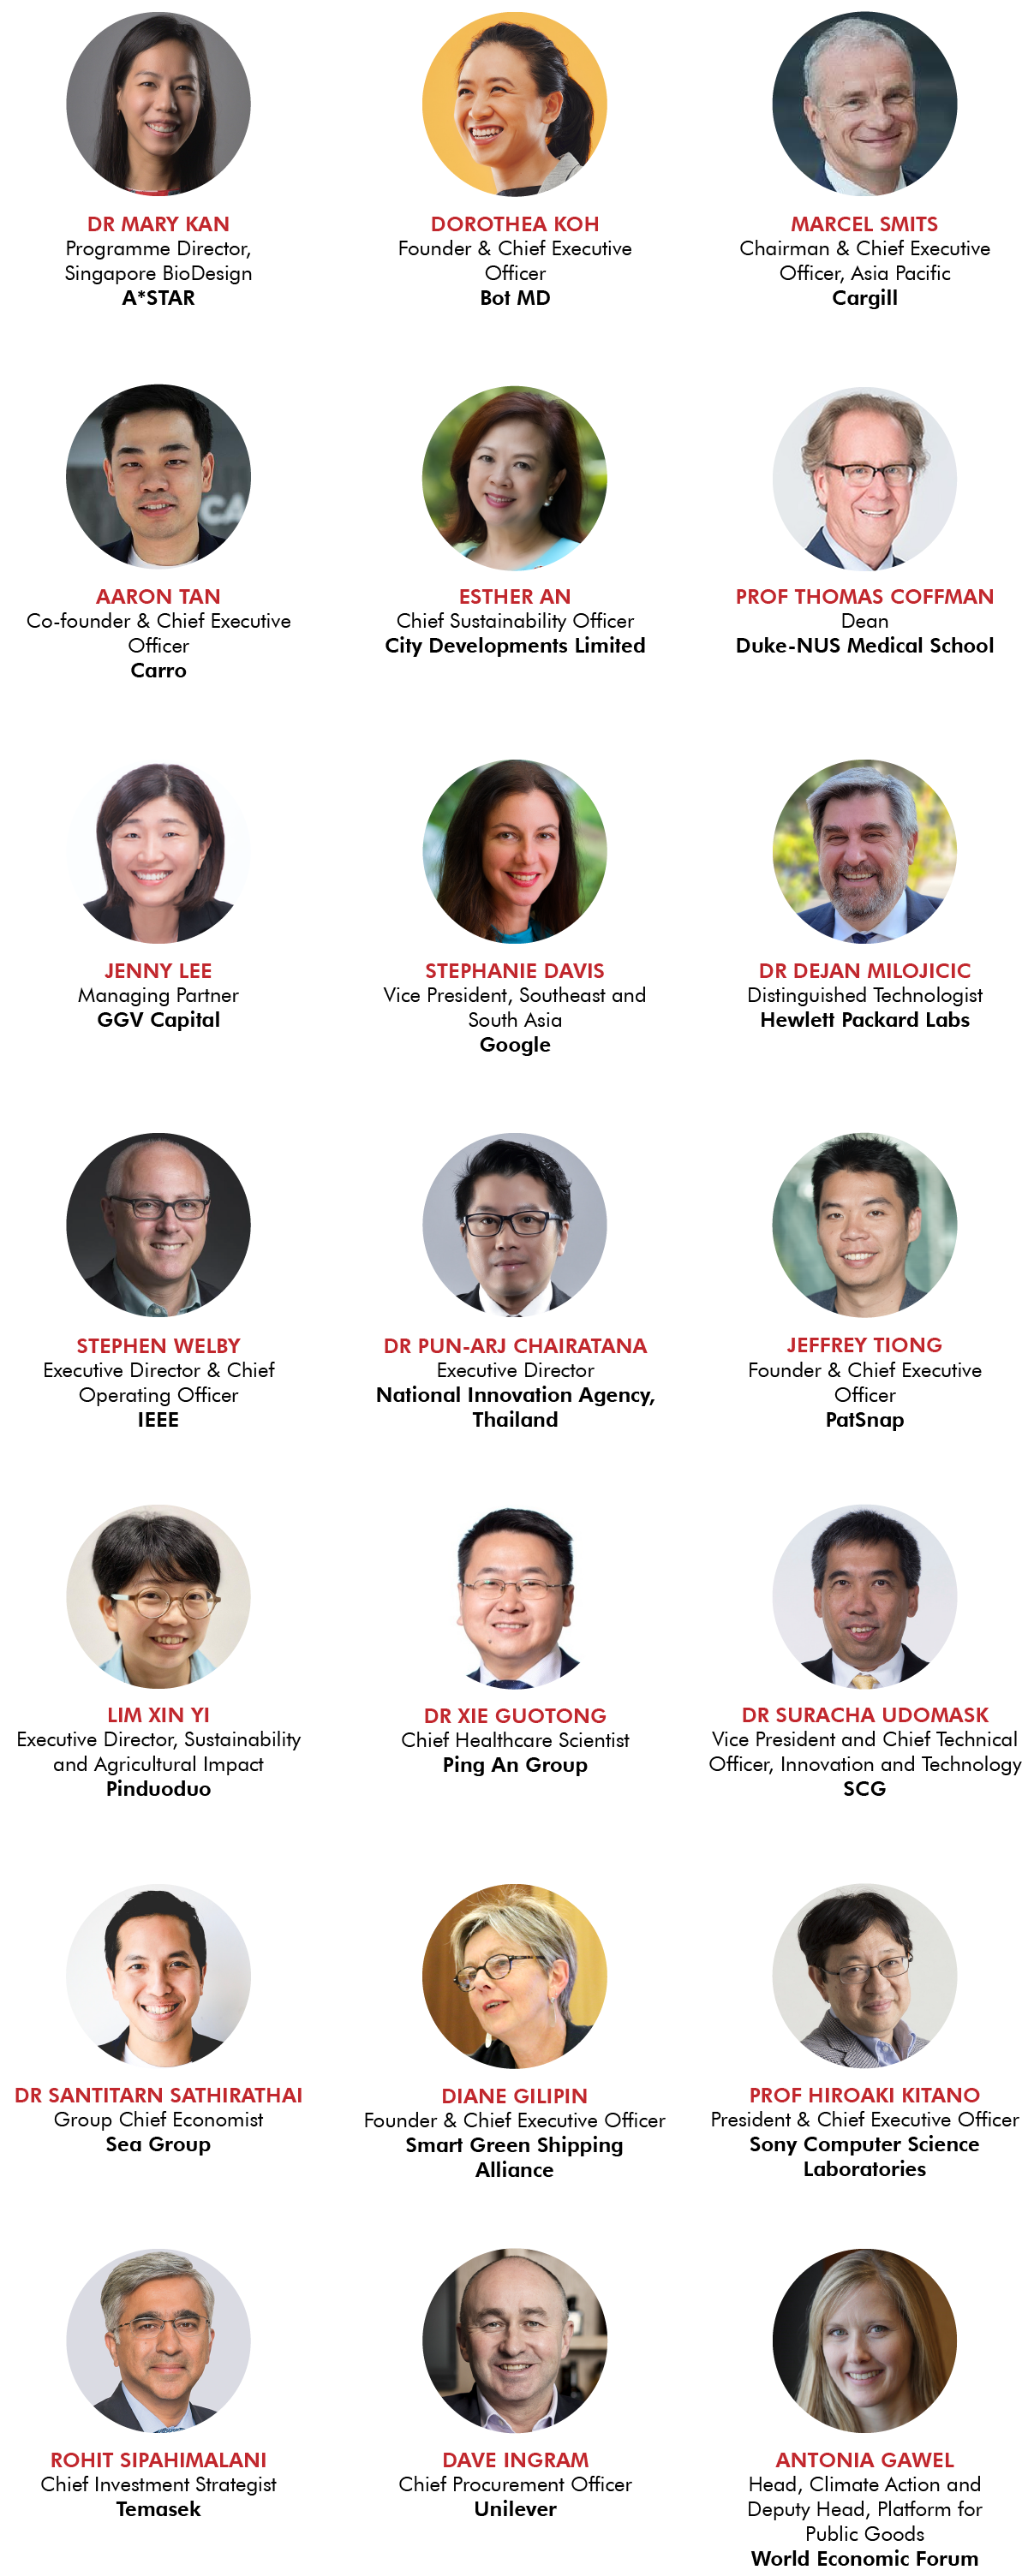 DR MARY KAN
Programme Director,
Singapore BioDesign
A*STAR
DOROTHEA KOH
Founder & Chief Executive
Officer
Bot MD
MARCEL SMITS
Chairman & Chief Executive
Officer, Asia Pacific
Cargill
CA
AARON TAN
Co-founder & Chief Executive
Officer
Carro
ESTHER AN
Chief Sustainability Officer
City Developments Limited
PROF THOMAS COFFMAN
Dean
Duke-NUS Medical School
JENNY LEE
Managing Partner
GGV Capital
STEPHANIE DAVIS
Vice President, Southeast and
South Asia
Google
DR DEJAN MILOJICIC
Distinguished Technologist
Hewlett Packard Labs
STEPHEN WELBY
Executive Director & Chief
Operating Officer
IEEE
DR PUN-ARJ CHAIRATANA
Executive Director
National Innovation Agency,
Thailand
JEFFREY TIONG
Founder & Chief Executive
Officer
PatSnap
LIM XIN YI
Executive Director, Sustainability
and Agricultural Impact
Pinduoduo
DR XIE GUOTONG
Chief Healthcare Scientist
Ping An Group
DR SURACHA UDOMASK
Vice President and Chief Technical
Officer, Innovation and Technology
SCG
DR SANTITARN SATHIRATHAI
Group Chief Economist
Sea Group
DIANE GILIPIN
Founder & Chief Executive Officer
Smart Green Shipping
Alliance
PROF HIROAKI KITANO
President & Chief Executive Officer
Sony Computer Science
Laboratories
ROHIT SIPAHIMALANI
Chief Investment Strategist
Temasek
DAVE INGRAM
Chief Procurement Officer
Unilever
ANTONIA GAWEL
Head, Climate Action and
Deputy Head, Platform for
Public Goods
World Economic Forum